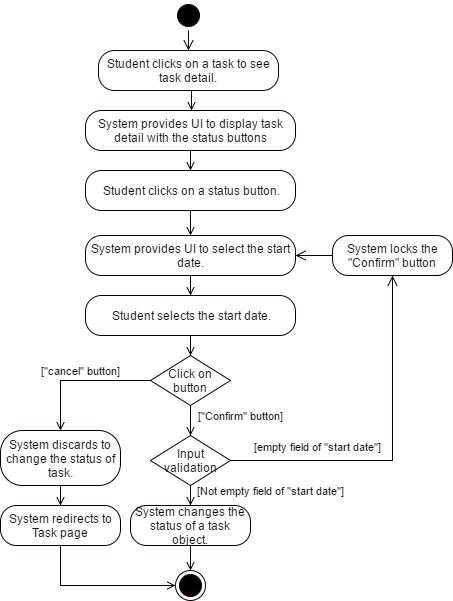 Student clicks on a task to see
task detail.
System provides UI to display task
detail with the status buttons
Student clicks on a status button.
System provides UI to select the start
date.
System locks the
"Confirm" button
Student selects the start date.
["cancel" button]
Click on
button
["Confirm" button]
System discards to
change the status of
task.
Input
validation
[empty field of "start date"]
[Not empty field of "start date"]
System redirects to
Task page
System changes the
status of a task
object.